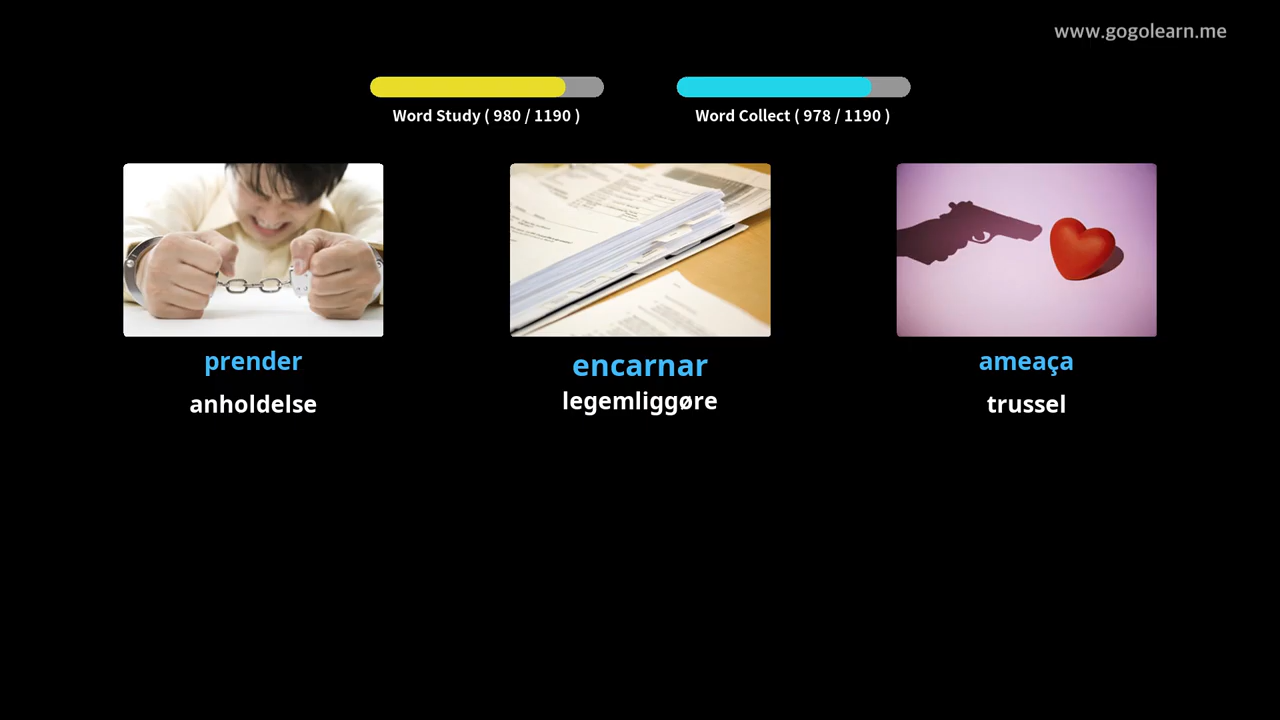 www.gogolearn.me
Word Study ( 980 / 1190 )
Word Collect ( 978 / 1190 )
prender
anholdelse
encarnar
legemliggøre
ameaça
trussel